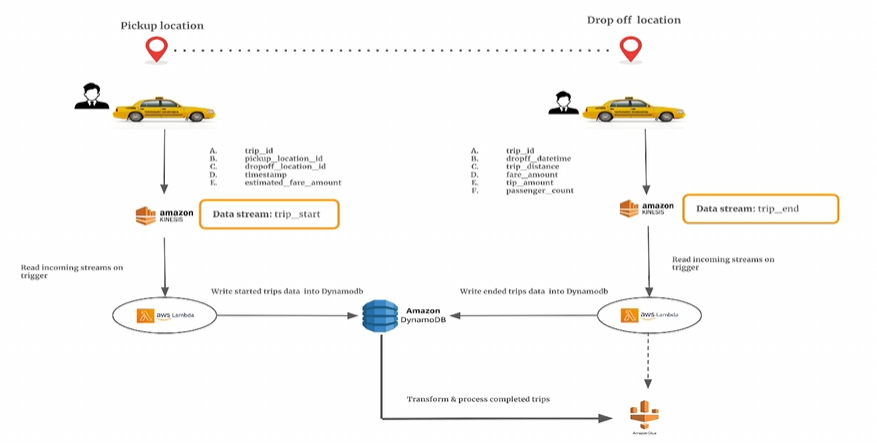 Pickup location
Drop off location
A. trip_id
B. pickup_location_id
C. dropoff_location_id
D. timestamp
E. estimated_fare_amount
A. trip_id
B. dropff_datetime
C. trip_distance
D. fare_amount
E. tip_amount
F. passenger_count
amazon
KINESIS
Data stream: trip_start
amazon
KINESIS
Data stream: trip_end
Read incoming streams on
trigger
Read incoming streams on
trigger
Write started trips data into Dynamodb
Write ended trips data into Dynamodb
aws Lambda
Amazon
DynamoDB
aws Lambda
Transform & process completed trips
Amazon Glue